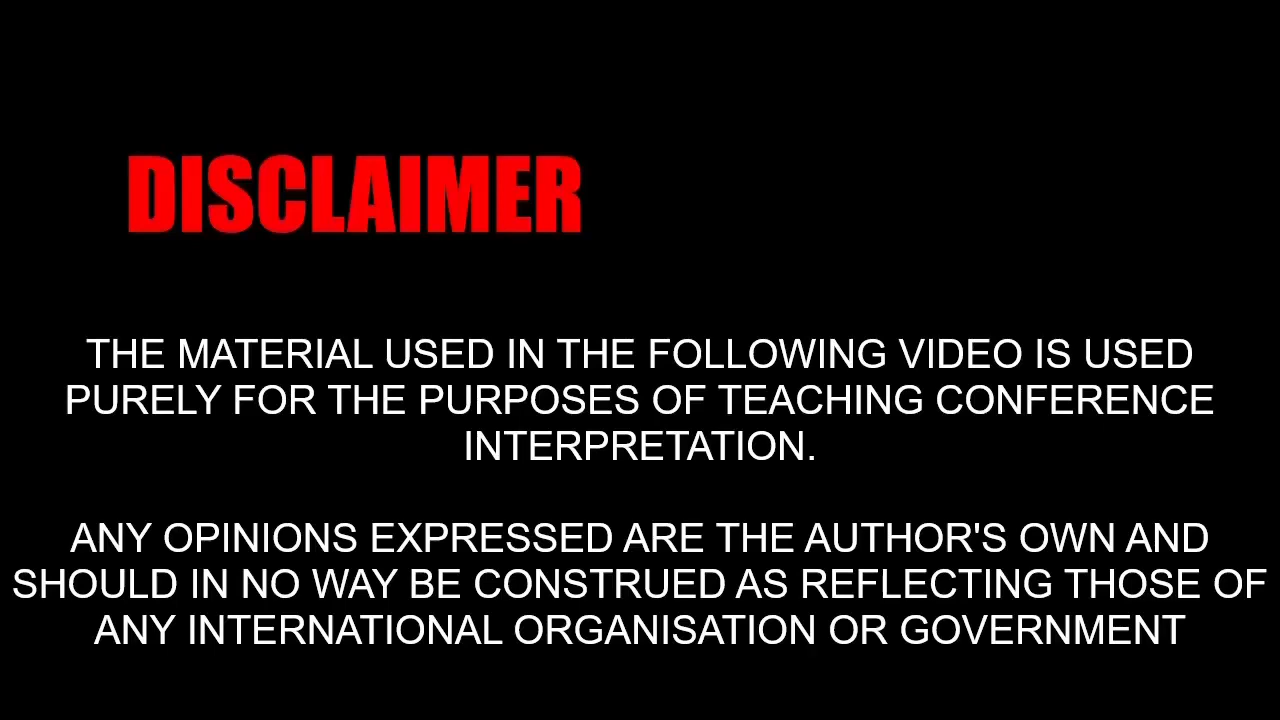 DISCLAIMER
THE MATERIAL USED IN THE FOLLOWING VIDEO IS USED
PURELY FOR THE PURPOSES OF TEACHING CONFERENCE
INTERPRETATION.
ANY OPINIONS EXPRESSED ARE THE AUTHOR'S OWN AND
SHOULD IN NO WAY BE CONSTRUED AS REFLECTING THOSE OF
ANY INTERNATIONAL ORGANISATION OR GOVERNMENT